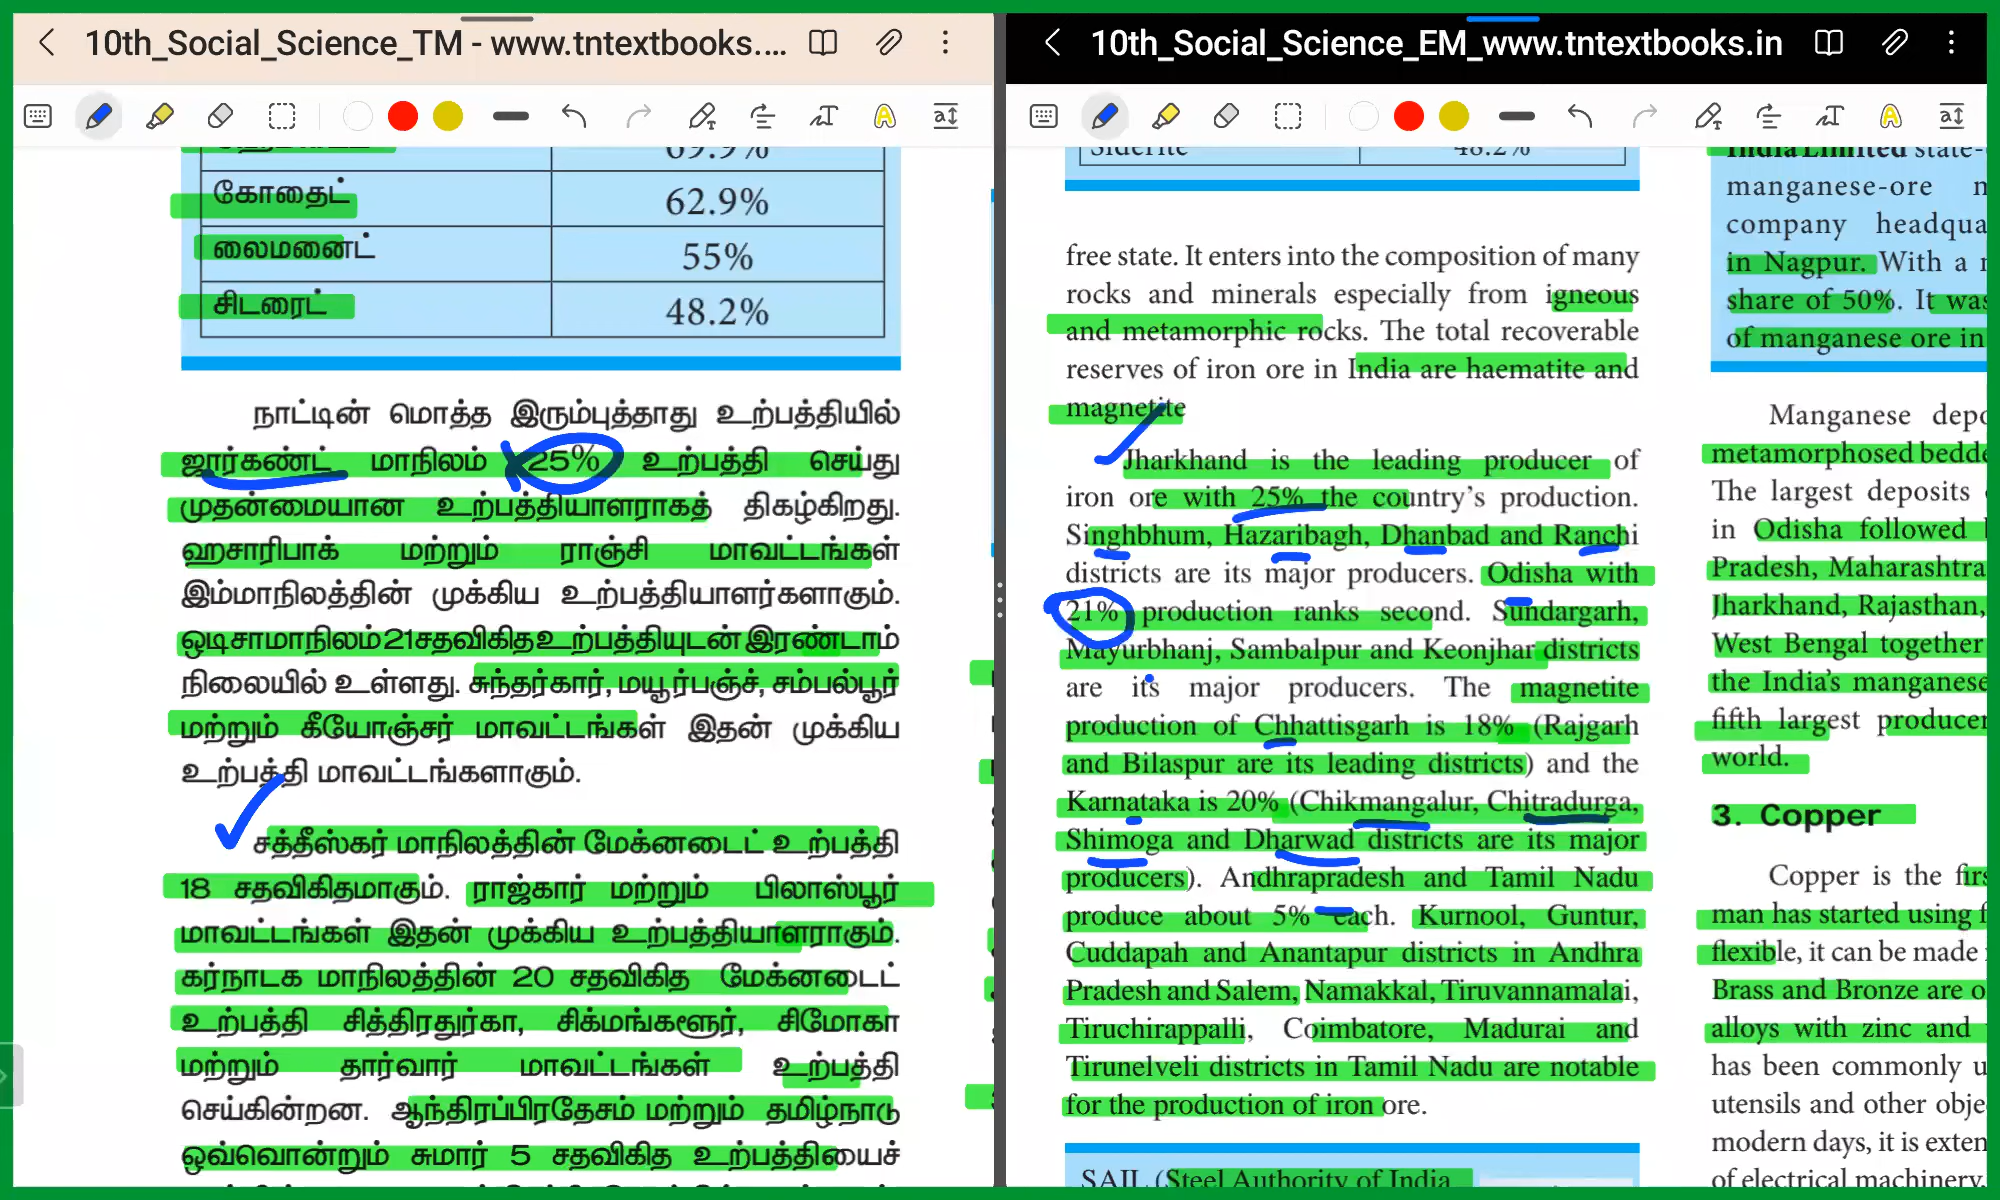 10th_Social_Science_TM - www.tntextbooks....
69.9%
கோதைட் 62.9%
லைமனைட் 55%
சிடரைட் 48.2%
நாட்டின் மொத்த இரும்புத்தாது உற்பத்தியில்
ஜார்கண்ட் மாநிலம் 25% உற்பத்தி செய்து
முதன்மையான உற்பத்தியாளராகத் திகழ்கிறது.
ஹசாரிபாக் மற்றும் ராஞ்சி மாவட்டங்கள்
இம்மாநிலத்தின் முக்கிய உற்பத்தியாளர்களாகும்.
ஒடிசாமாநிலம்21சதவிகிதஉற்பத்தியுடன்இரண்டாம்
நிலையில் உள்ளது. சுந்தர்கார், மயூர்பஞ்ச், சம்பல்பூர்
மற்றும் கீயோஞ்சர் மாவட்டங்கள் இதன் முக்கிய
உற்பத்தி மாவட்டங்களாகும்.
சத்தீஸ்கர் மாநிலத்தின் மேக்னடைட் உற்பத்தி
18 சதவிகிதமாகும். ராஜ்கார் மற்றும் பிலாஸ்பூர்
மாவட்டங்கள் இதன் முக்கிய உற்பத்தியாளராகும்.
கர்நாடக மாநிலத்தின் 20 சதவிகித மேக்னடைட்
உற்பத்தி சித்திரதுர்கா, சிக்மங்களூர், சிமோகா
மற்றும் தார்வார் மாவட்டங்கள் உற்பத்தி
செய்கின்றன. ஆந்திரப்பிரதேசம் மற்றும் தமிழ்நாடு
ஒவ்வொன்றும் சுமார் 5 சதவிகித உற்பத்தியைச்
10th_Social_Science_EM_www.tntextbooks.in
Siderite 48.2%
free state. It enters into the composition of many
rocks and minerals especially from igneous
and metamorphic rocks. The total recoverable
reserves of iron ore in India are haematite and
magnetite
Jharkhand is the leading producer of
iron ore with 25% the country's production.
Singhbhum, Hazaribagh, Dhanbad and Ranchi
districts are its major producers. Odisha with
21% production ranks second. Sundargarh,
Mayurbhanj, Sambalpur and Keonjhar districts
are its major producers. The magnetite
production of Chhattisgarh is 18% (Rajgarh
and Bilaspur are its leading districts) and the
Karnataka is 20% (Chikmangalur, Chitradurga,
Shimoga and Dharwad districts are its major
producers). Andhrapradesh and Tamil Nadu
produce about 5% each. Kurnool, Guntur,
Cuddapah and Anantapur districts in Andhra
Pradesh and Salem, Namakkal, Tiruvannamalai,
Tiruchirappalli, Coimbatore, Madurai and
Tirunelveli districts in Tamil Nadu are notable
for the production of iron ore.
SAIL (Steel Authority of India
India Limited state-
manganese-ore
company headqua
in Nagpur. With a
share of 50%. It was
of manganese ore in
Manganese depo
metamorphosed bedde
The largest deposits
in Odisha followed
Pradesh, Maharashtra
Jharkhand, Rajasthan,
West Bengal together
the India's manganese
fifth largest producer
world.
3. Copper
Copper is the firs
man has started using f
flexible, it can be made
Brass and Bronze are o
alloys with zinc and
has been commonly u
utensils and other obje
modern days, it is exten
of electrical machinery,